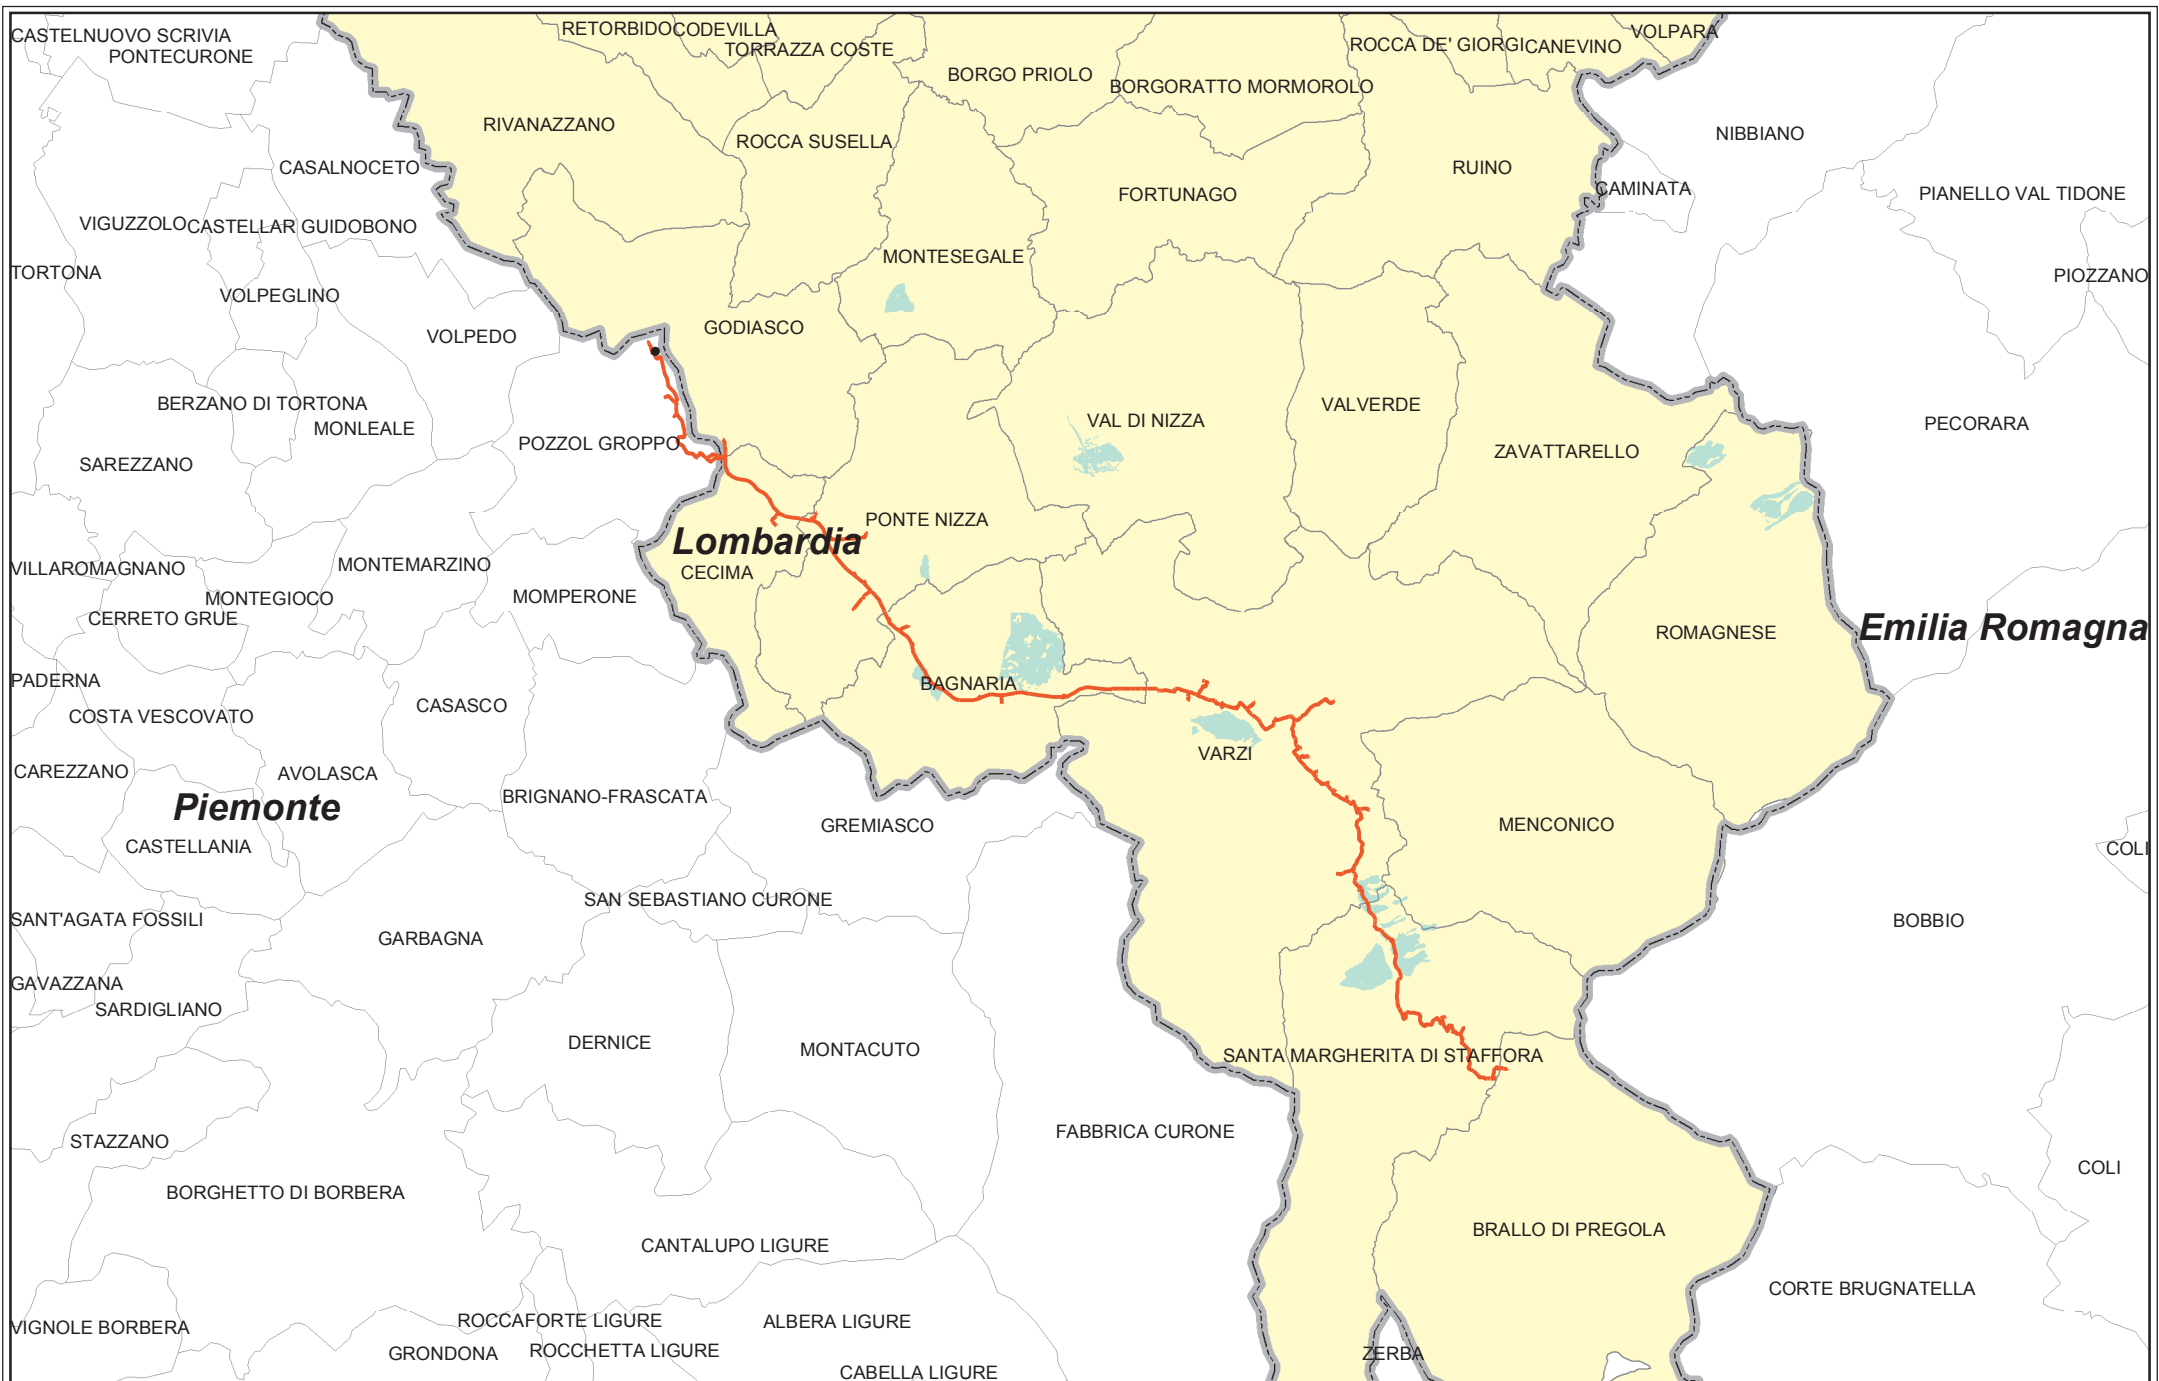 RETORBIDO
CODEVILLA
VOLPARA
CASTELNUOVO SCRIVIA
TORRAZZA COSTE
ROCCA DE' GIORGI
CANEVINO
PONTECURONE
BORGO PRIOLO
BORGORATTO MORMOROLO
RIVANAZZANO
NIBBIANO
ROCCA SUSELLA
CASALNOCETO
RUINO
CAMINATA
FORTUNAGO
PIANELLO VAL TIDONE
VIGUZZOLO
CASTELLAR GUIDOBONO
MONTESEGALE
TORTONA
PIOZZANO
VOLPEGLINO
GODIASCO
VOLPEDO
BERZANO DI TORTONA
VALVERDE
VAL DI NIZZA
PECORARA
MONLEALE
POZZOL GROPPO
ZAVATTARELLO
SAREZZANO
PONTE NIZZA
Lombardia
VILLAROMAGNANO
MONTEMARZINO
CECIMA
MONTEGIOCO
MOMPERONE
CERRETO GRUE
Emilia Romagna
ROMAGNESE
PADERNA
BAGNARIA
CASASCO
COSTA VESCOVATO
VARZI
CAREZZANO
AVOLASCA
BRIGNANO-FRASCATA
Piemonte
GREMIASCO
MENCONICO
CASTELLANIA
COLI
SAN SEBASTIANO CURONE
SANT'AGATA FOSSILI
BOBBIO
GARBAGNA
GAVAZZANA
SARDIGLIANO
DERNICE
MONTACUTO
SANTA MARGHERITA DI STAFFORA
FABBRICA CURONE
STAZZANO
COLI
BORGHETTO DI BORBERA
BRALLO DI PREGOLA
CANTALUPO LIGURE
CORTE BRUGNATELLA
ROCCAFORTE LIGURE
ALBERA LIGURE
VIGNOLE BORBERA
ROCCHETTA LIGURE
GRONDONA
ZERBA
CABELLA LIGURE